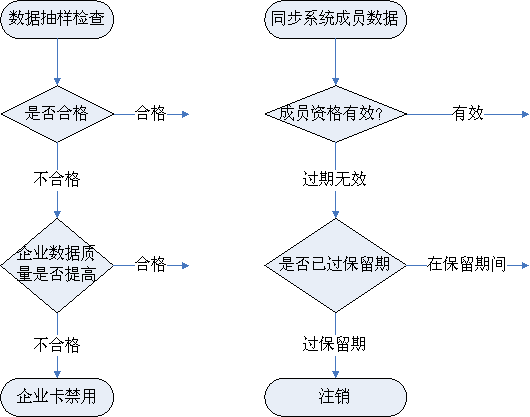 数据抽样检查
是否合格
合格
不合格
企业数据质
量是否提高
合格
不合格
企业卡禁用
同步系统成员数据
成员资格有效?
有效
过期无效
是否已过保留期
在保留期间
过保留期
注销